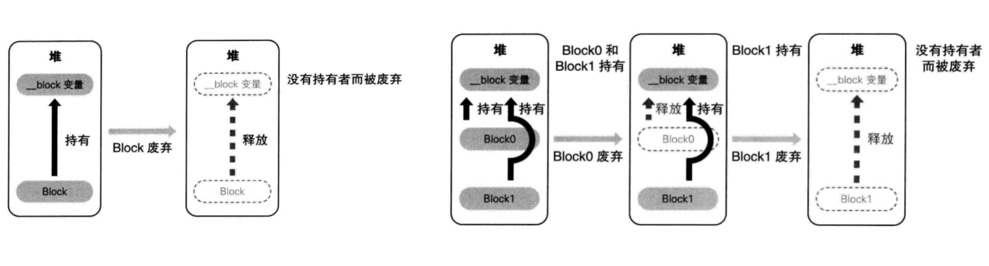 堆
__block 变量
持有
Block
Block 废弃
堆
__block 变量
释放
Block
没有持有者而被废弃
堆
__block 变量
持有
持有
Block0
Block1
Block0 和
Block1 持有
Block0 废弃
堆
__block 变量
释放
持有
Block0
Block1
Block1 持有
Block1 废弃
堆
__block 变量
释放
Block1
没有持有者
而被废弃